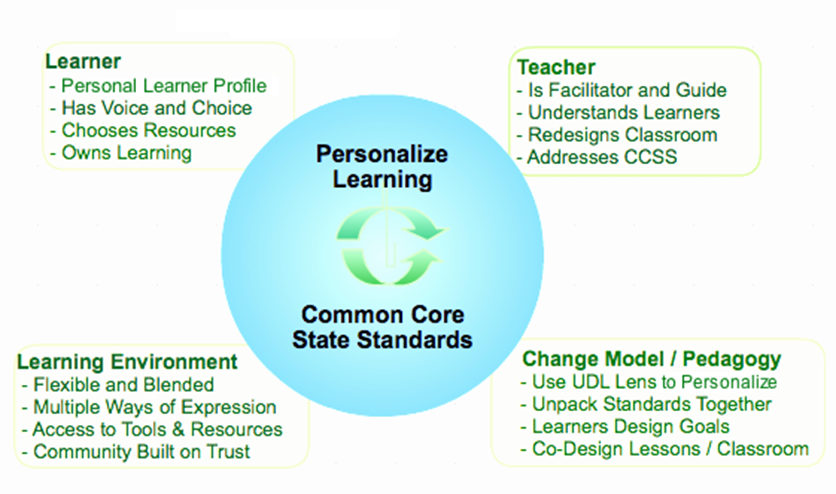 Learner
- Personal Learner Profile
- Has Voice and Choice
- Chooses Resources
- Owns Learning
Teacher
- Is Facilitator and Guide
- Understands Learners
- Redesigns Classroom
- Addresses CCSS
Personalize
Learning
Common Core
State Standards
Learning Environment
- Flexible and Blended
- Multiple Ways of Expression
- Access to Tools & Resources
- Community Built on Trust
Change Model / Pedagogy
- Use UDL Lens to Personalize
- Unpack Standards Together
- Learners Design Goals
- Co-Design Lessons / Classroom